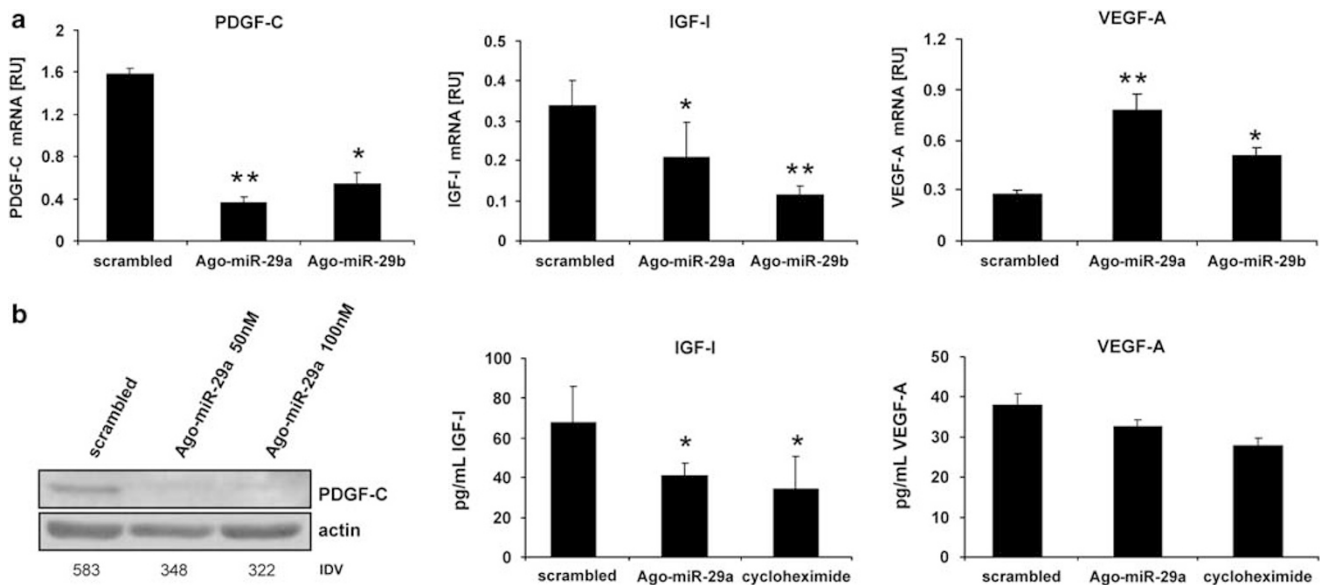 a
PDGF-C
PDGF-C mRNA [RU]
2
1.6
1.2
0.8
0.4
0
**
*
scrambled Ago-miR-29a Ago-miR-29b
IGF-I
IGF-I mRNA [RU]
0.5
0.4
0.3
0.2
0.1
0
*
**
scrambled Ago-miR-29a Ago-miR-29b
VEGF-A
VEGF-A mRNA [RU]
1.2
0.9
0.6
0.3
0
**
*
scrambled Ago-miR-29a Ago-miR-29b
b
scrambled
Ago-miR-29a 50nM
Ago-miR-29a 100nM
PDGF-C
actin
583 348 322 IDV
IGF-I
pg/mL IGF-I
100
80
60
40
20
0
*
*
scrambled Ago-miR-29a cycloheximide
VEGF-A
pg/mL VEGF-A
50
40
30
20
10
0
scrambled Ago-miR-29a cycloheximide